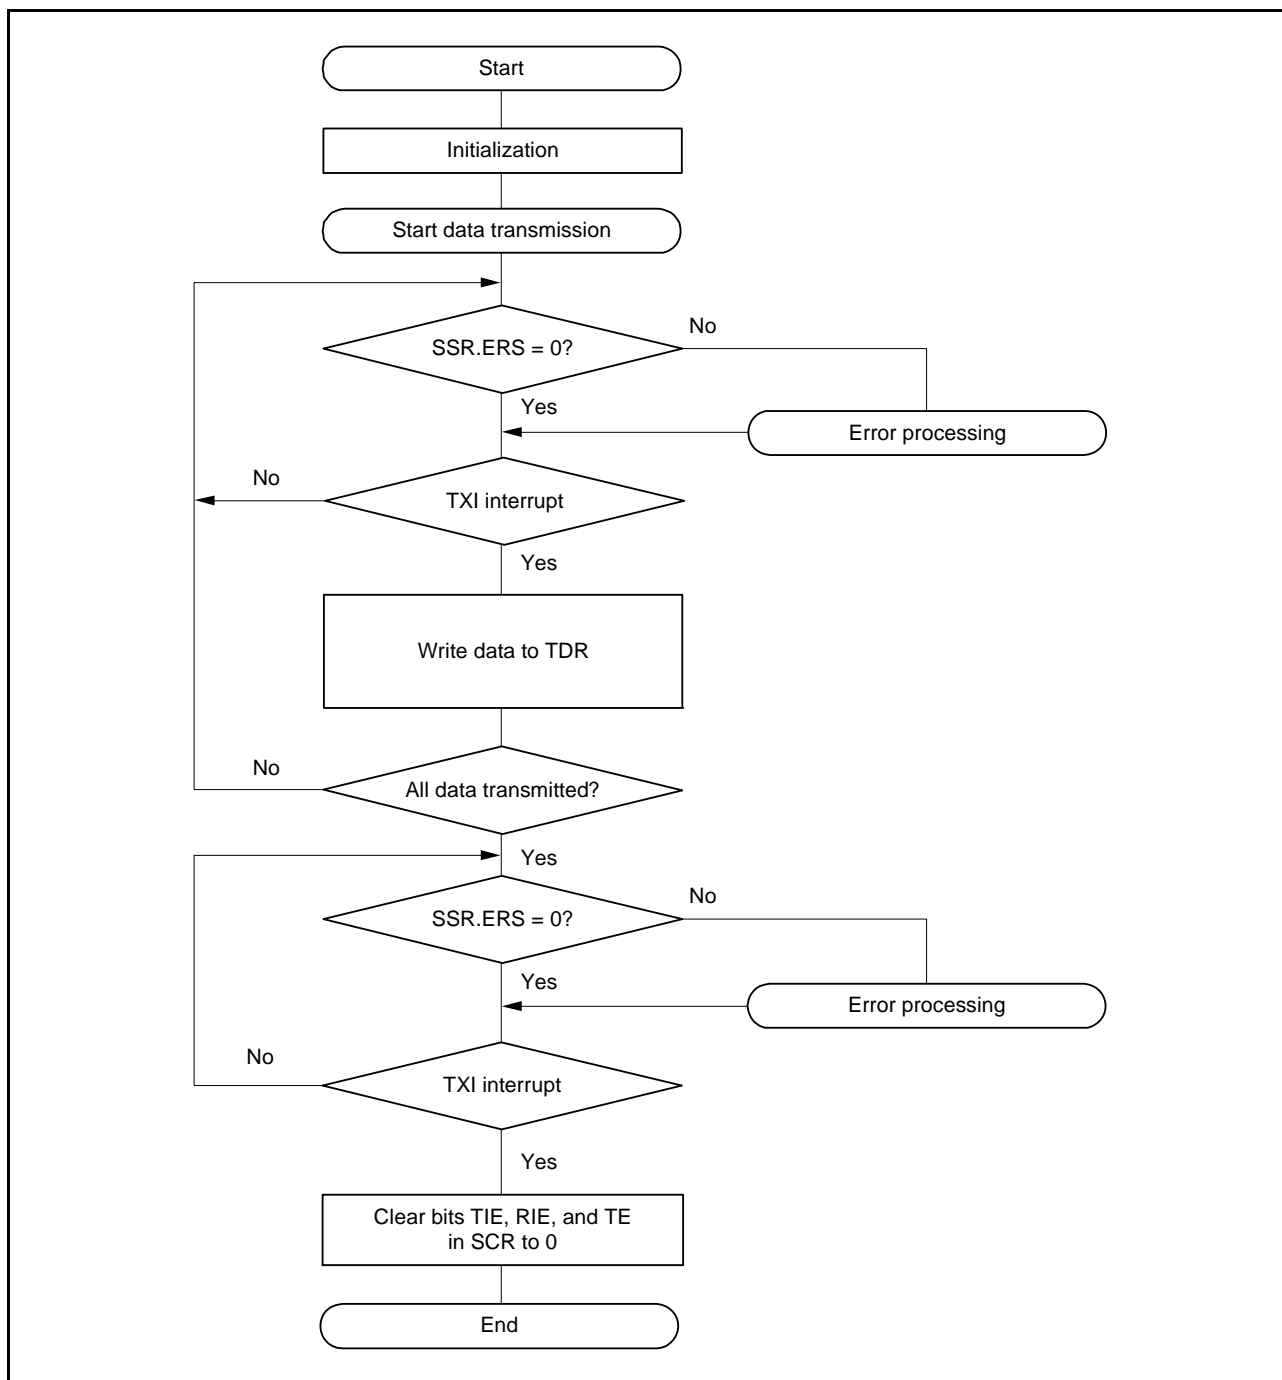 Start
Initialization
Start data transmission
SSR.ERS = 0?
No
Yes
Error processing
No
TXI interrupt
Yes
Write data to TDR
No
All data transmitted?
Yes
SSR.ERS = 0?
No
Yes
Error processing
No
TXI interrupt
Yes
Clear bits TIE, RIE, and TE
in SCR to 0
End